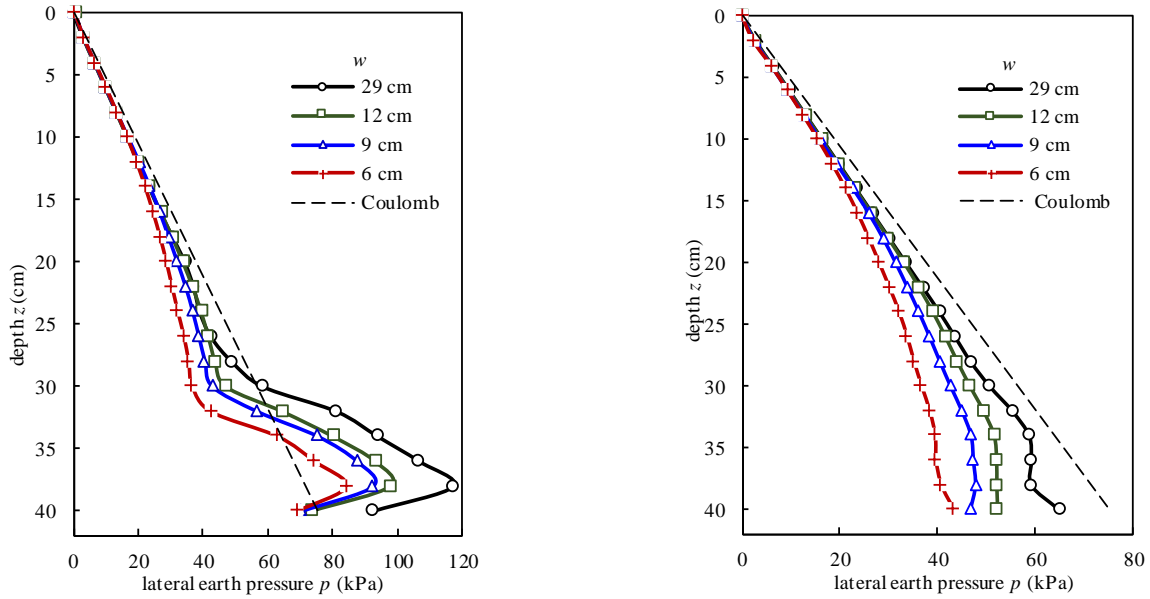 w
29 cm
12 cm
9 cm
6 cm
Coulomb
0
5
10
15
20
25
30
35
40
depth z (cm)
0 20 40 60 80 100 120
lateral earth pressure p (kPa)
w
29 cm
12 cm
9 cm
6 cm
Coulomb
0
5
10
15
20
25
30
35
40
depth z (cm)
0 20 40 60 80
lateral earth pressure p (kPa)